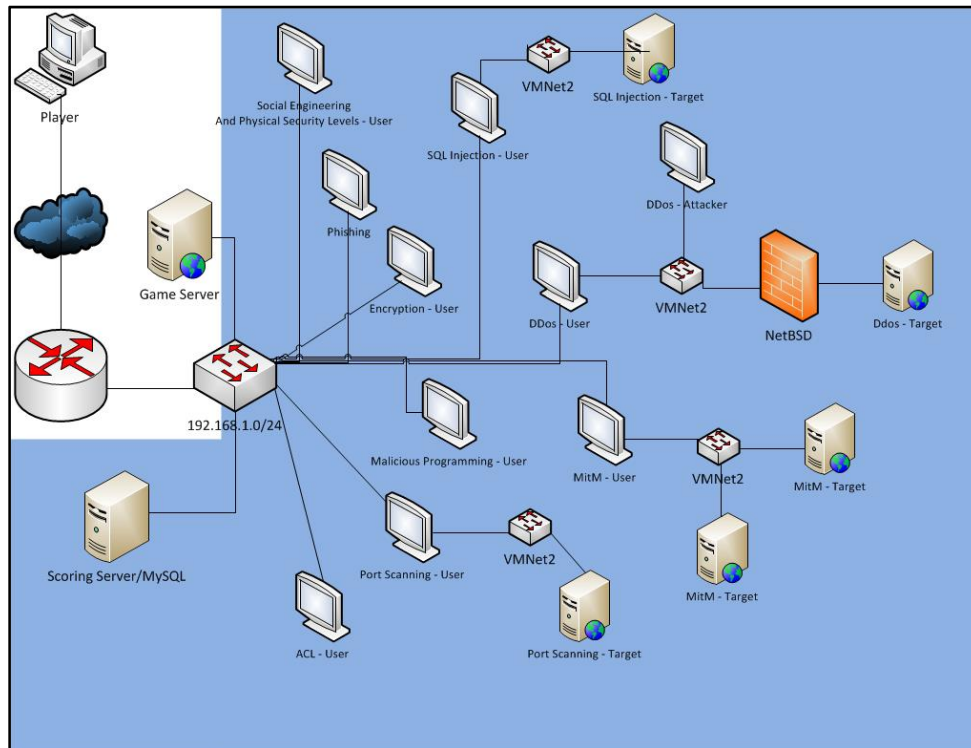 Player
Social Engineering
And Physical Security Levels - User
VMNet2
SQL Injection - Target
SQL Injection - User
Phishing
DDos - Attacker
Game Server
Encryption - User
DDos - User
VMNet2
NetBSD
Ddos - Target
192.168.1.0/24
Malicious Programming - User
MitM - User
VMNet2
MitM - Target
Scoring Server/MySQL
Port Scanning - User
VMNet2
MitM - Target
ACL - User
Port Scanning - Target